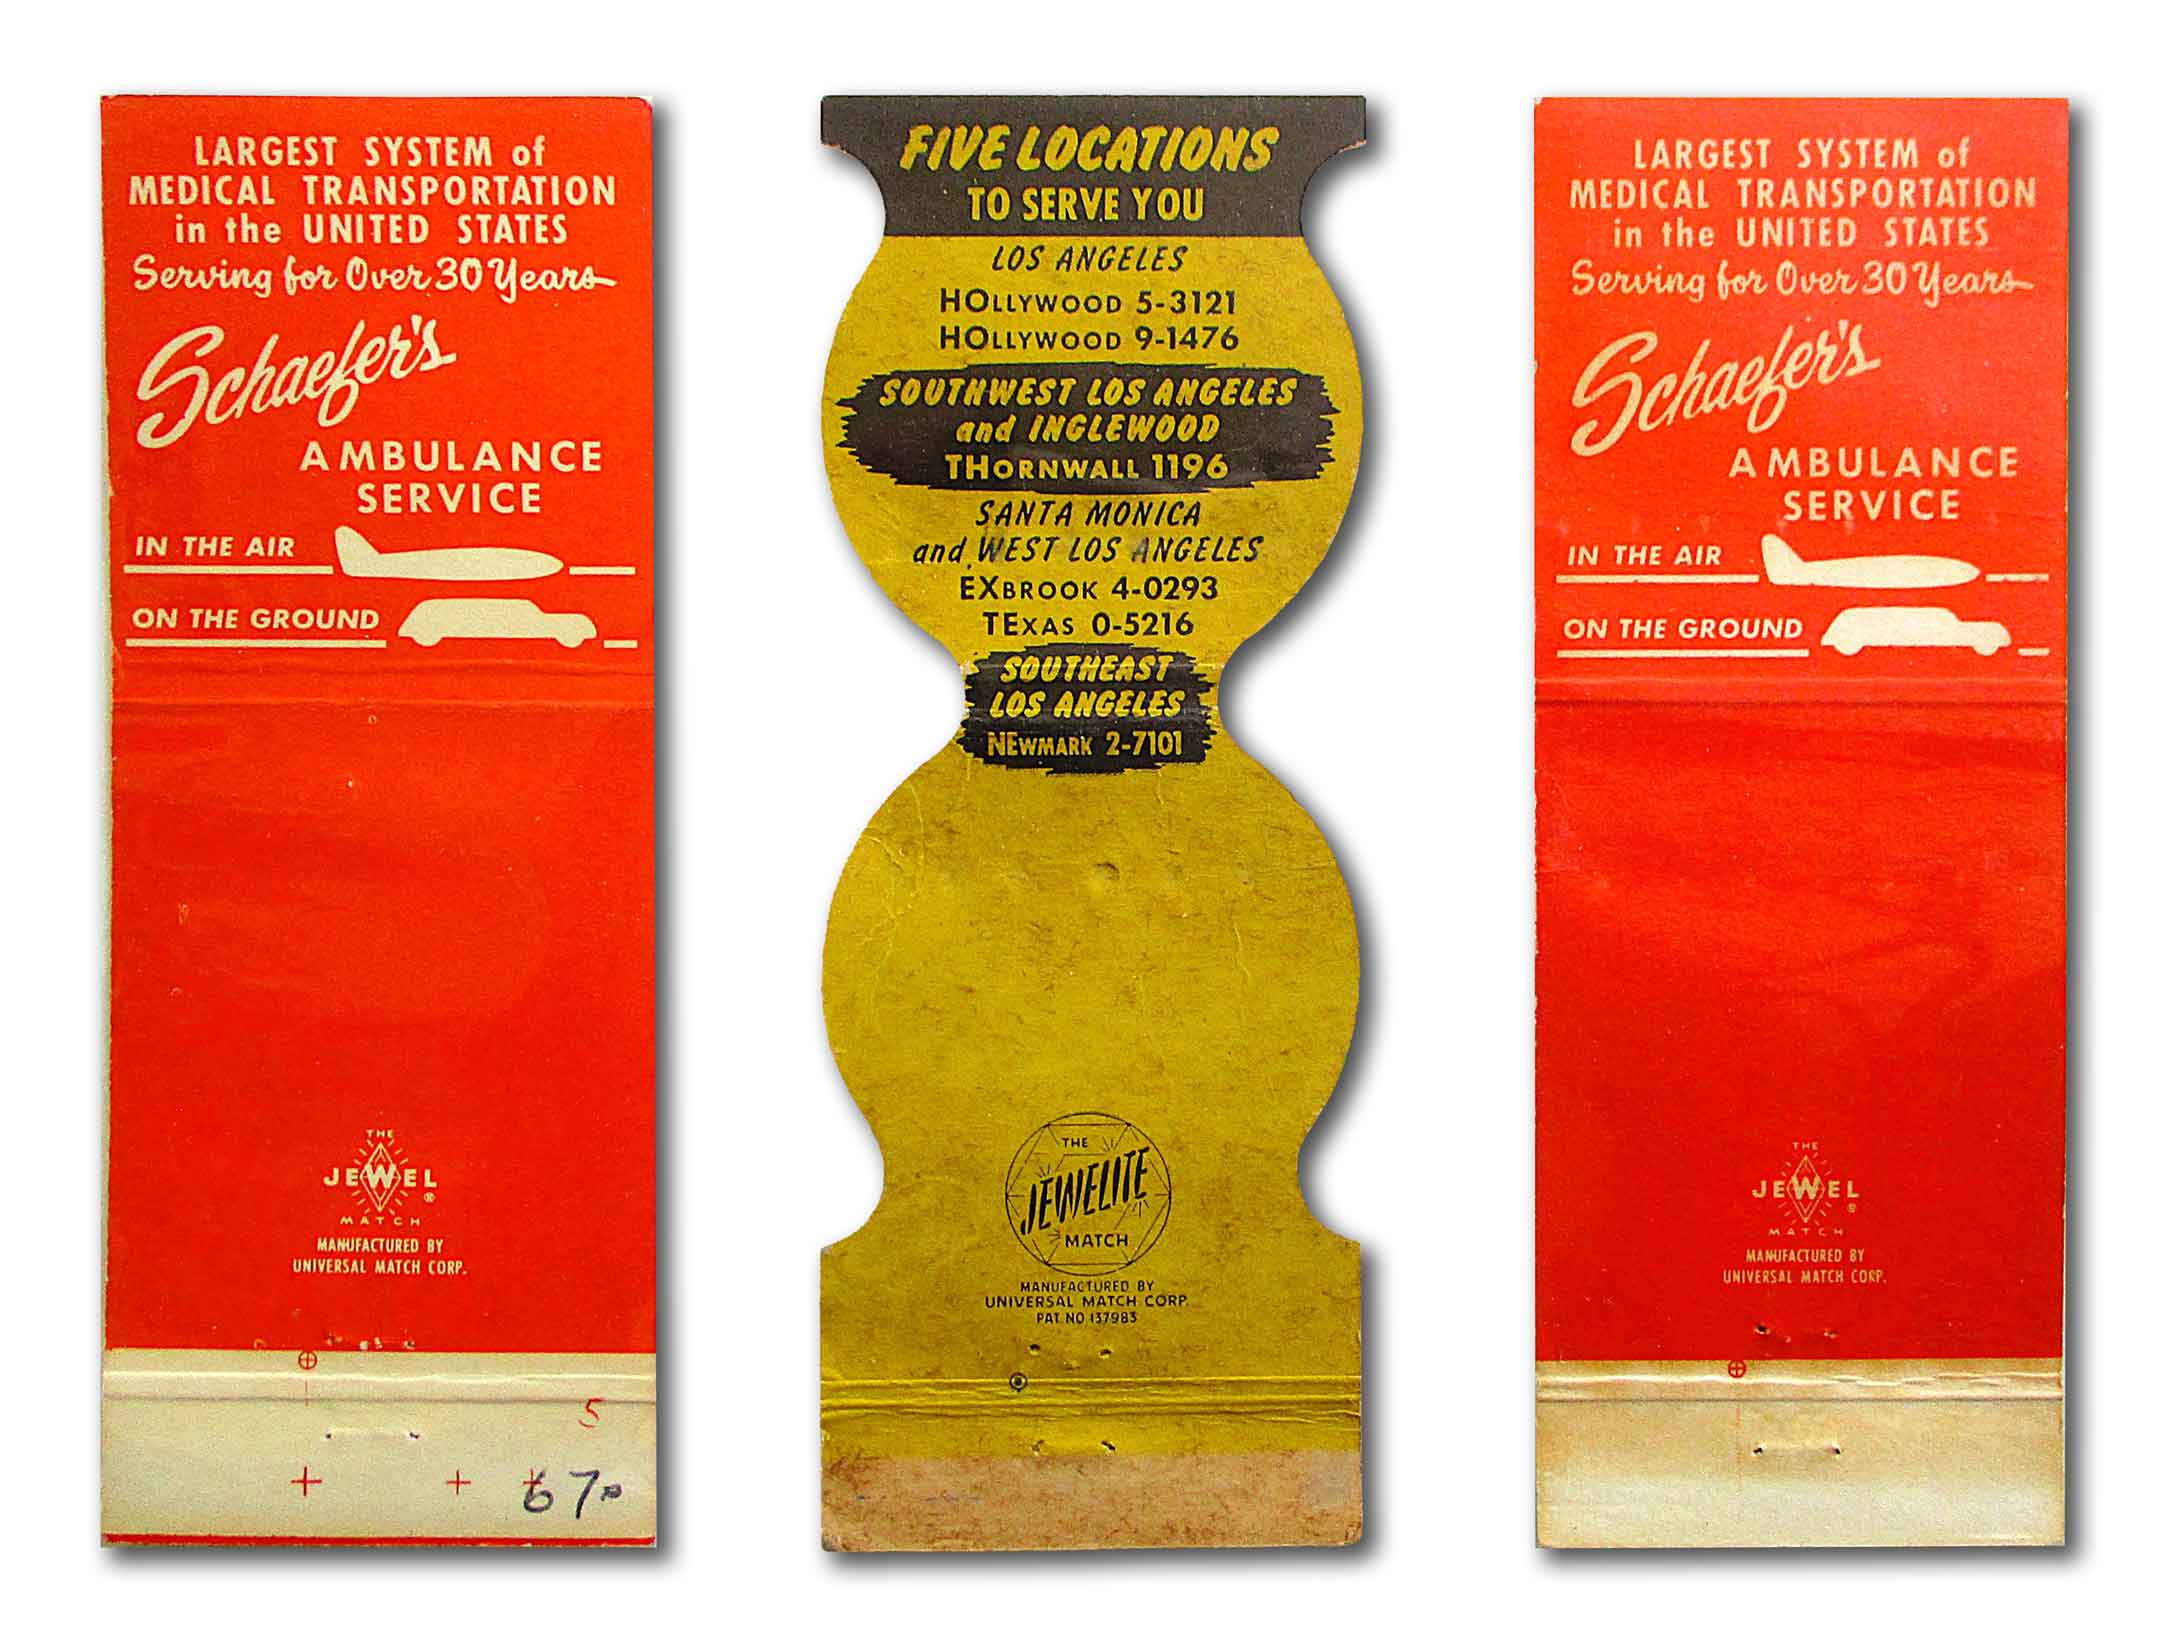 LARGEST SYSTEM of
MEDICAL TRANSPORTATION
in the UNITED STATES
Serving for Over 30 Years
Schaefer's
AMBULANCE
SERVICE
IN THE AIR
ON THE GROUND
THE
JEWEL
®
MATCH
MANUFACTURED BY
UNIVERSAL MATCH CORP.
5
67¢
FIVE LOCATIONS
TO SERVE YOU
LOS ANGELES
HOLLYWOOD 5-3121
HOLLYWOOD 9-1476
SOUTHWEST LOS ANGELES
and INGLEWOOD
THORNWALL 1196
SANTA MONICA
and WEST LOS ANGELES
EXBROOK 4-0293
TEXAS 0-5216
SOUTHEAST
LOS ANGELES
NEWMARK 2-7101
THE
JEWELITE
MATCH
MANUFACTURED BY
UNIVERSAL MATCH CORP.
PAT. NO 137983
LARGEST SYSTEM of
MEDICAL TRANSPORTATION
in the UNITED STATES
Serving for Over 30 Years
Schaefer's
AMBULANCE
SERVICE
IN THE AIR
ON THE GROUND
THE
JEWEL
®
MATCH
MANUFACTURED BY
UNIVERSAL MATCH CORP.